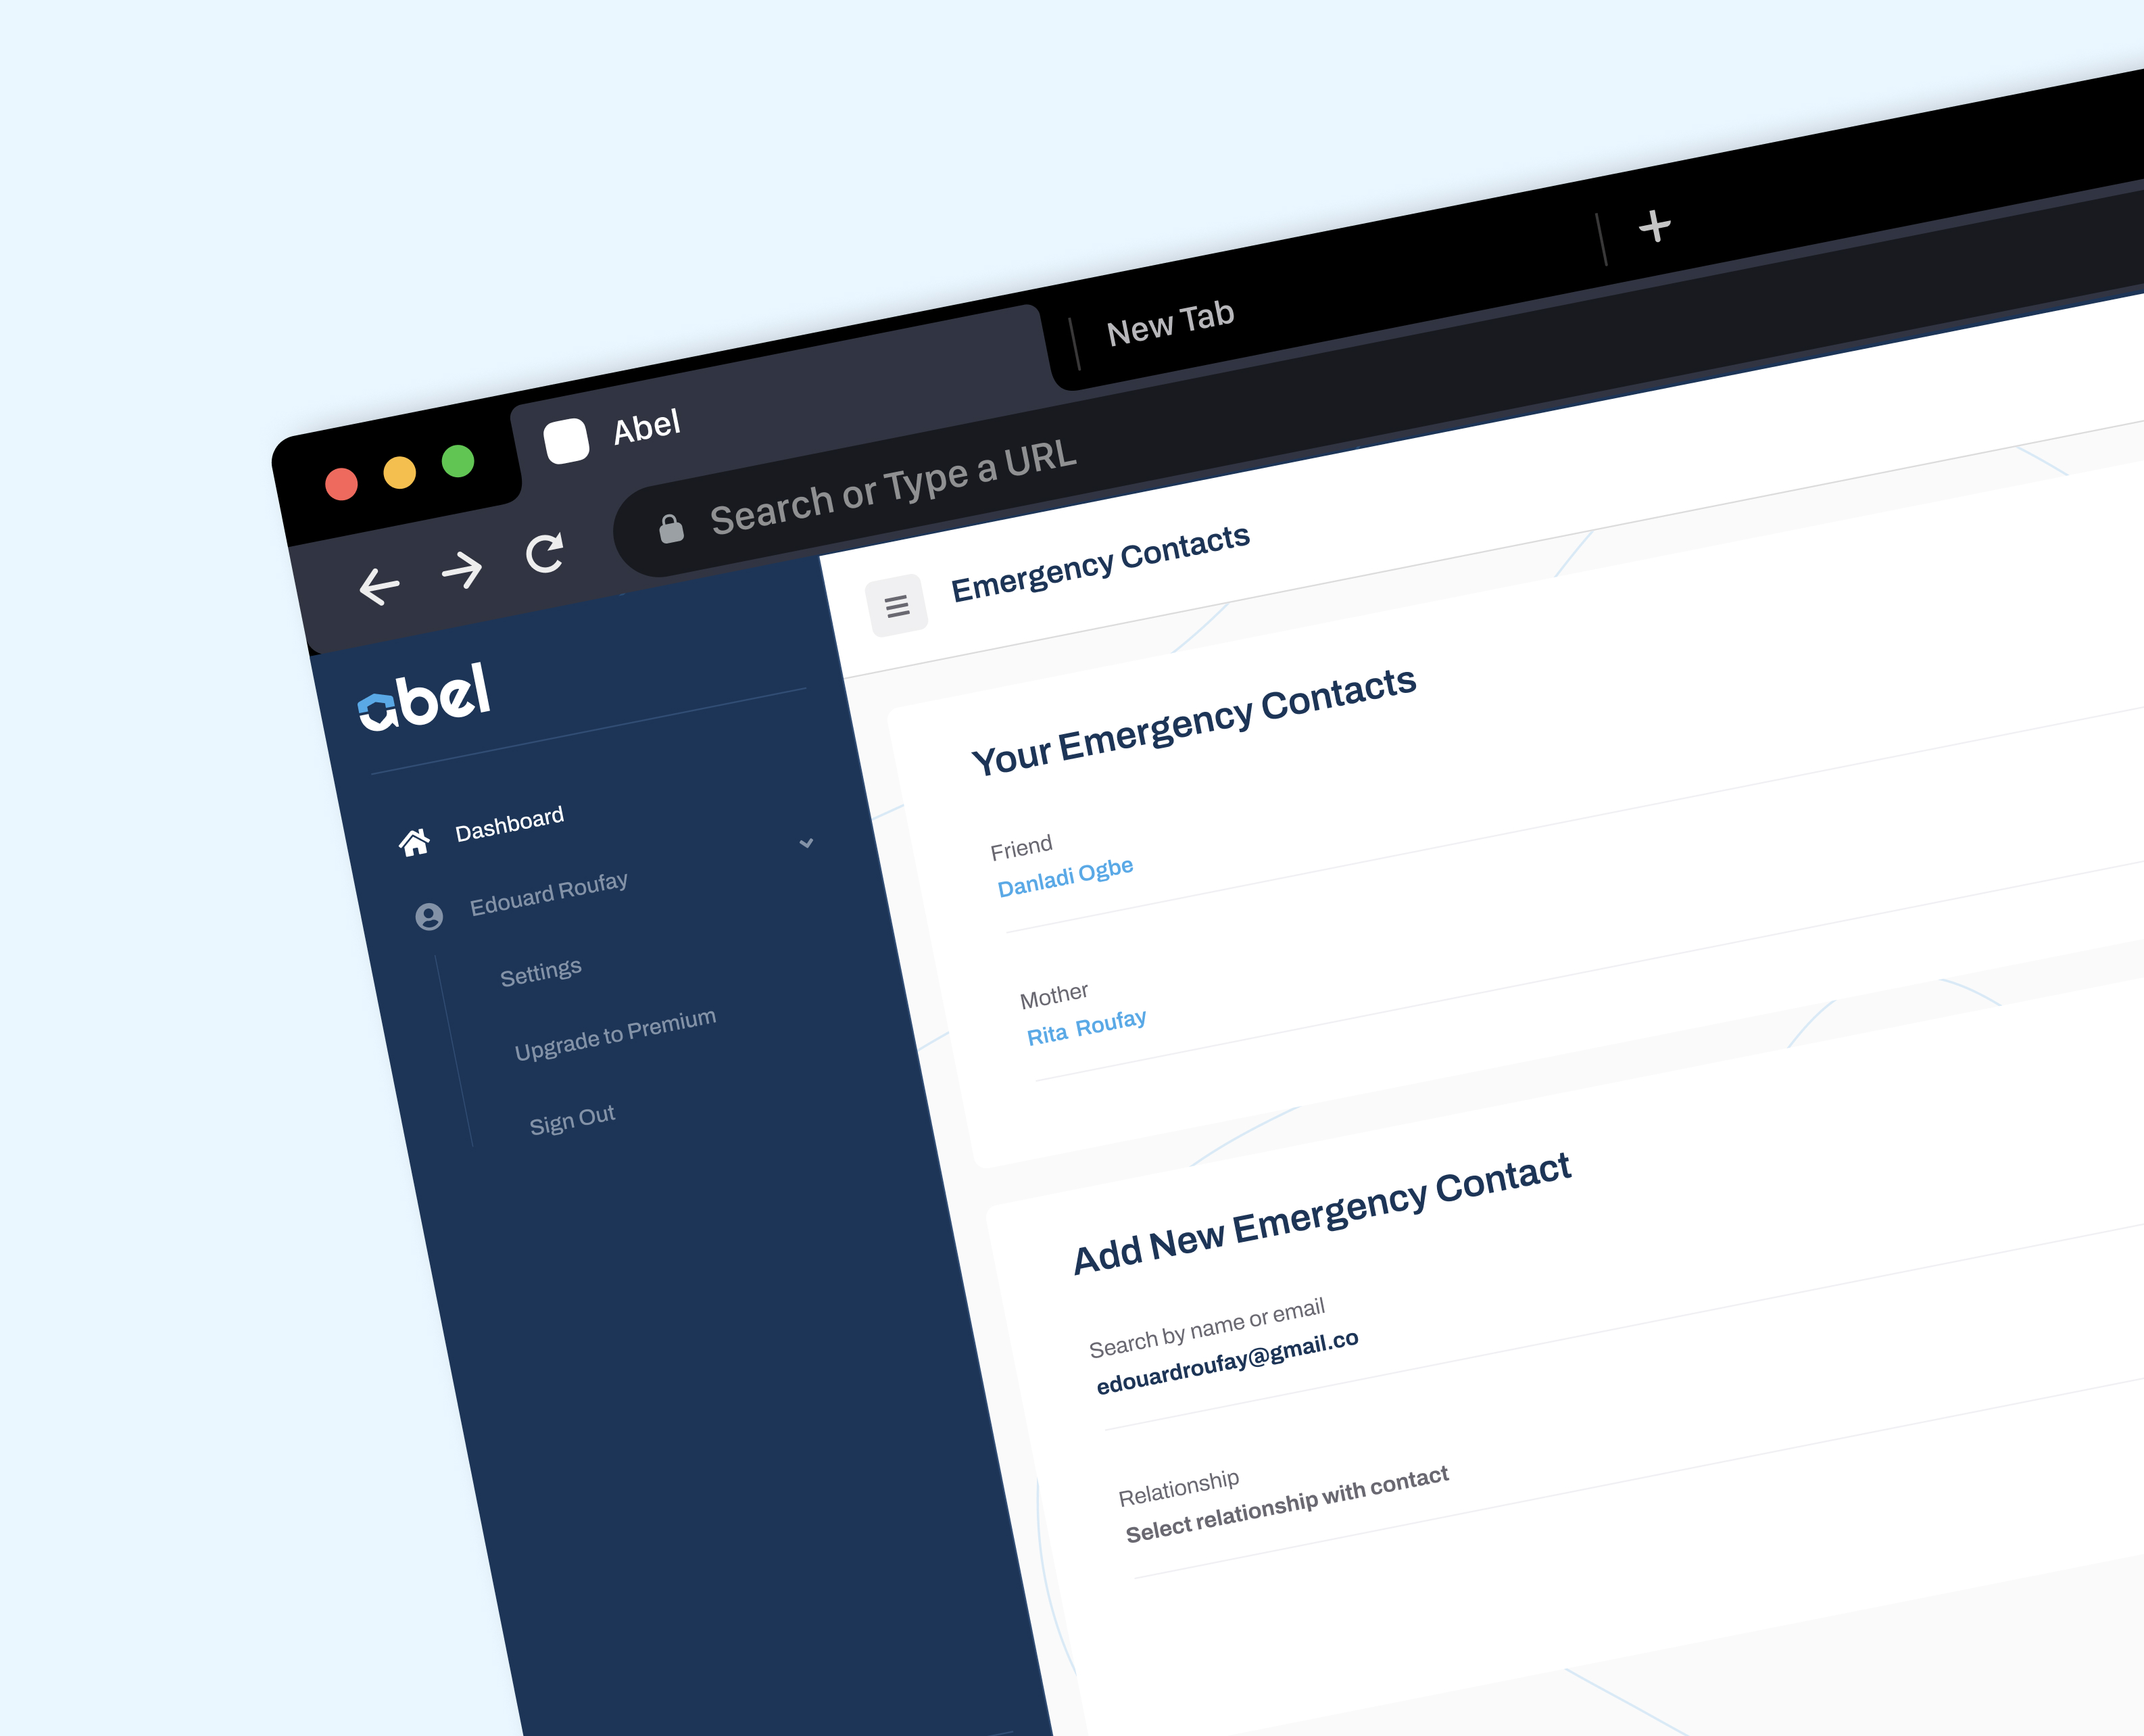 Abel
New Tab
Search or Type a URL
abel
Dashboard
Edouard Roufay
Settings
Upgrade to Premium
Sign Out
Emergency Contacts
Your Emergency Contacts
Friend
Danladi Ogbe
Mother
Rita Roufay
Add New Emergency Contact
Search by name or email
edouardroufay@gmail.co
Relationship
Select relationship with contact